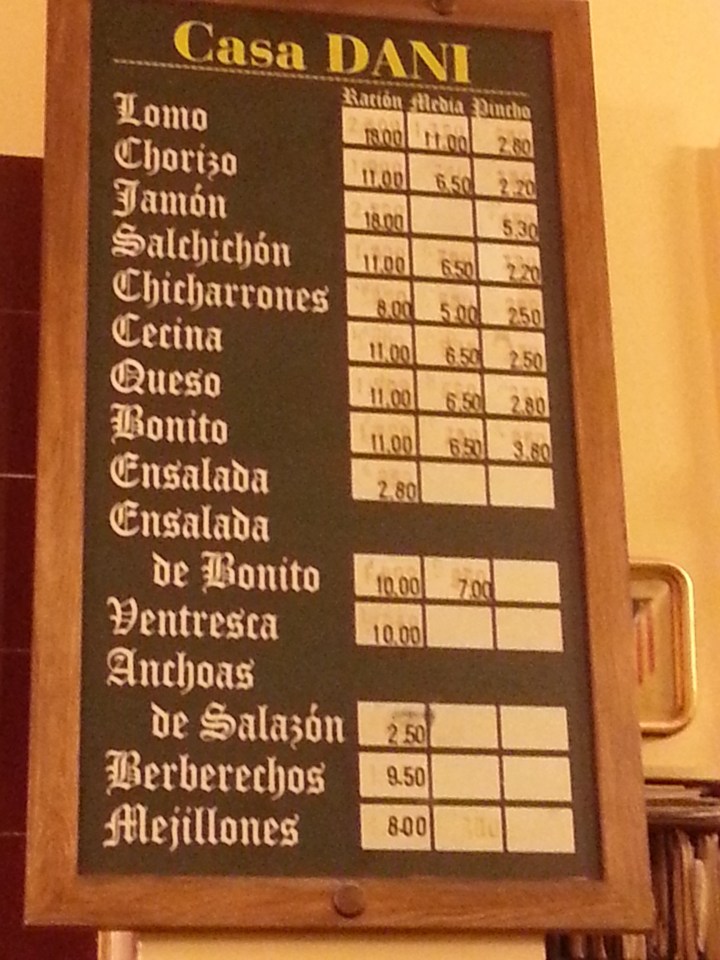 Casa DANI
Ración Media Pincho
Lomo 18.00 11.00 2.80
Chorizo 11.00 6.50 2.20
Jamón 18.00 5.30
Salchichón 11.00 6.50 2.20
Chicharrones 8.00 5.00 2.50
Cecina 11.00 6.50 2.50
Queso 11.00 6.50 2.80
Bonito 11.00 6.50 3.80
Ensalada 2.80
Ensalada
de Bonito 10.00 7.00
Ventresca 10.00
Anchoas
de Salazón 2.50
Berberechos 9.50
Mejillones 8.00